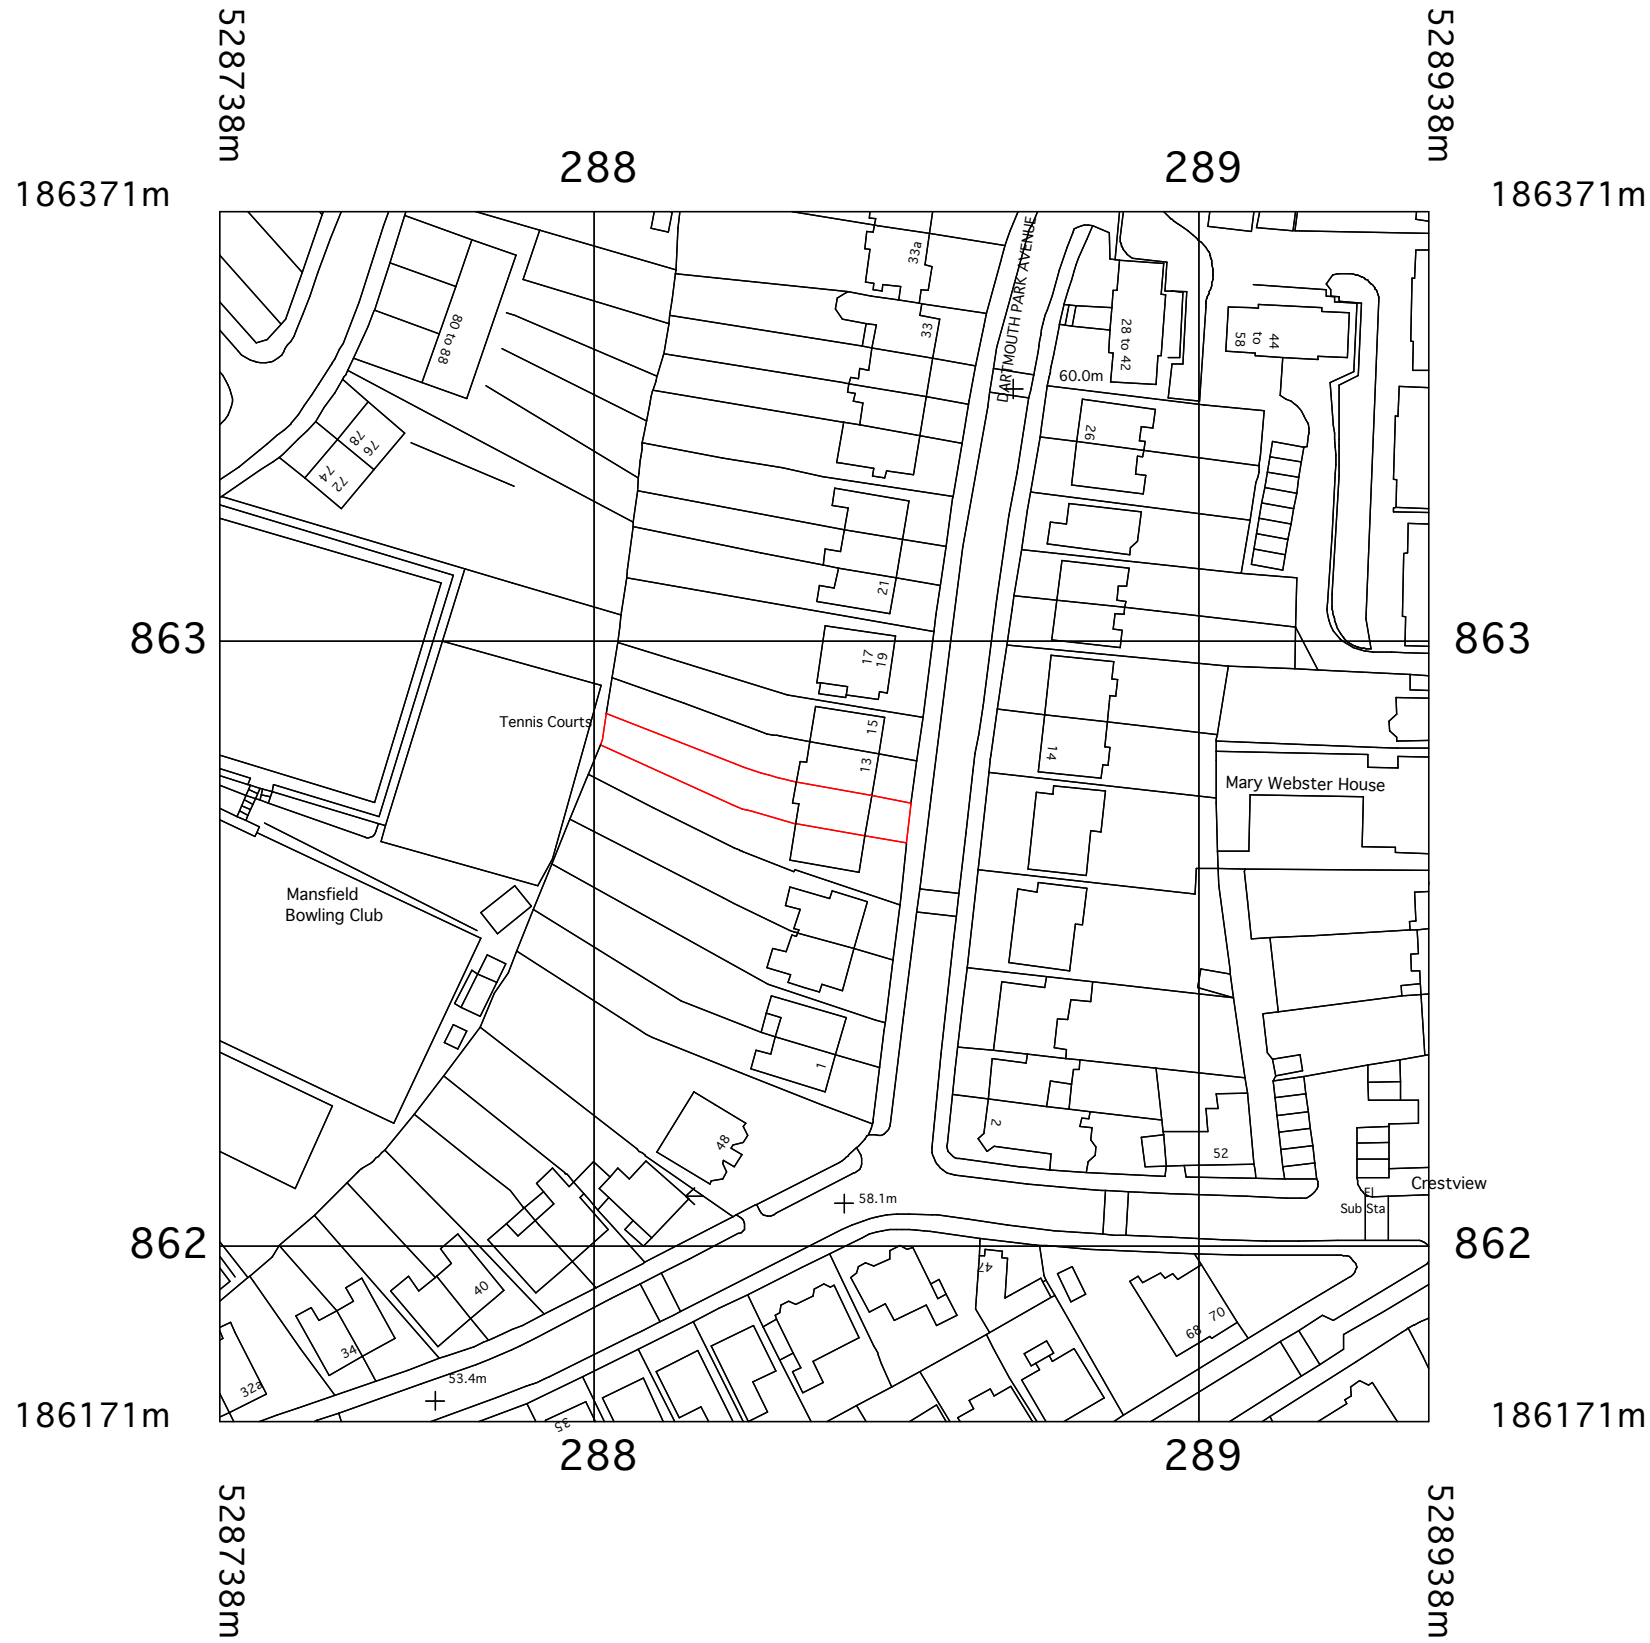 528738m
528938m
288
289
186371m
186371m
33a
DARTMOUTH PARK AVENUE
80 to 88
33
28 to 42
44
to
58
60.0m
26
78
76
74
72
21
863
863
17
19
Tennis Courts
15
13
14
Mary Webster House
Mansfield
Bowling Club
1
2
48
52
Crestview
El
Sub Sta
58.1m
862
862
47
40
70
68
34
53.4m
32a
35
186171m
186171m
288
289
528738m
528938m